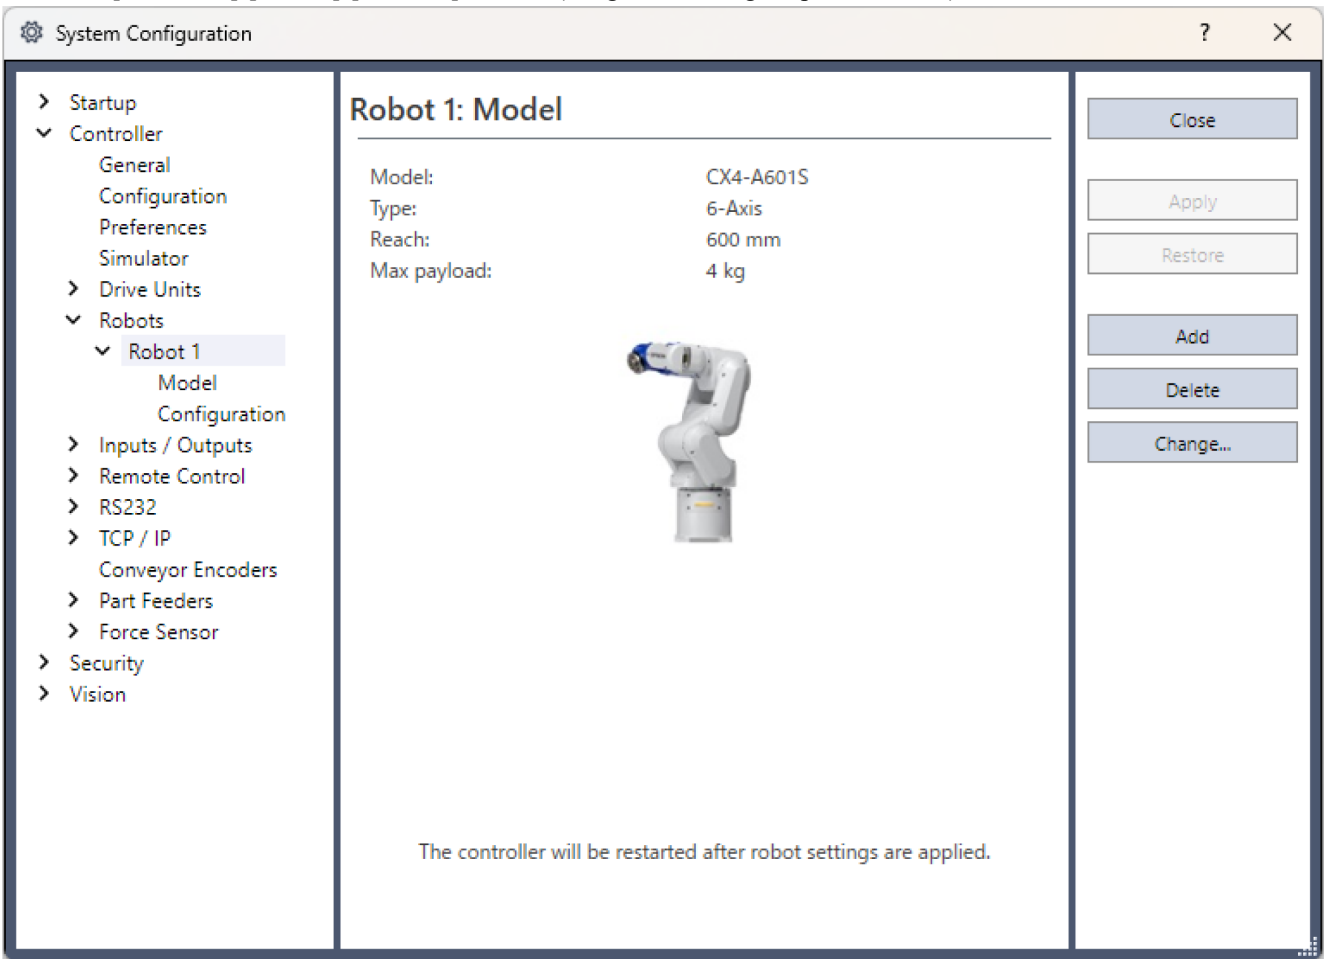 System Configuration
?
Startup
Controller
General
Configuration
Preferences
Simulator
Drive Units
Robots
Robot 1
Model
Configuration
Inputs / Outputs
Remote Control
RS232
TCP / IP
Conveyor Encoders
Part Feeders
Force Sensor
Security
Vision
Robot 1: Model
Model: CX4-A601S
Type: 6-Axis
Reach: 600 mm
Max payload: 4 kg
The controller will be restarted after robot settings are applied.
Close
Apply
Restore
Add
Delete
Change...